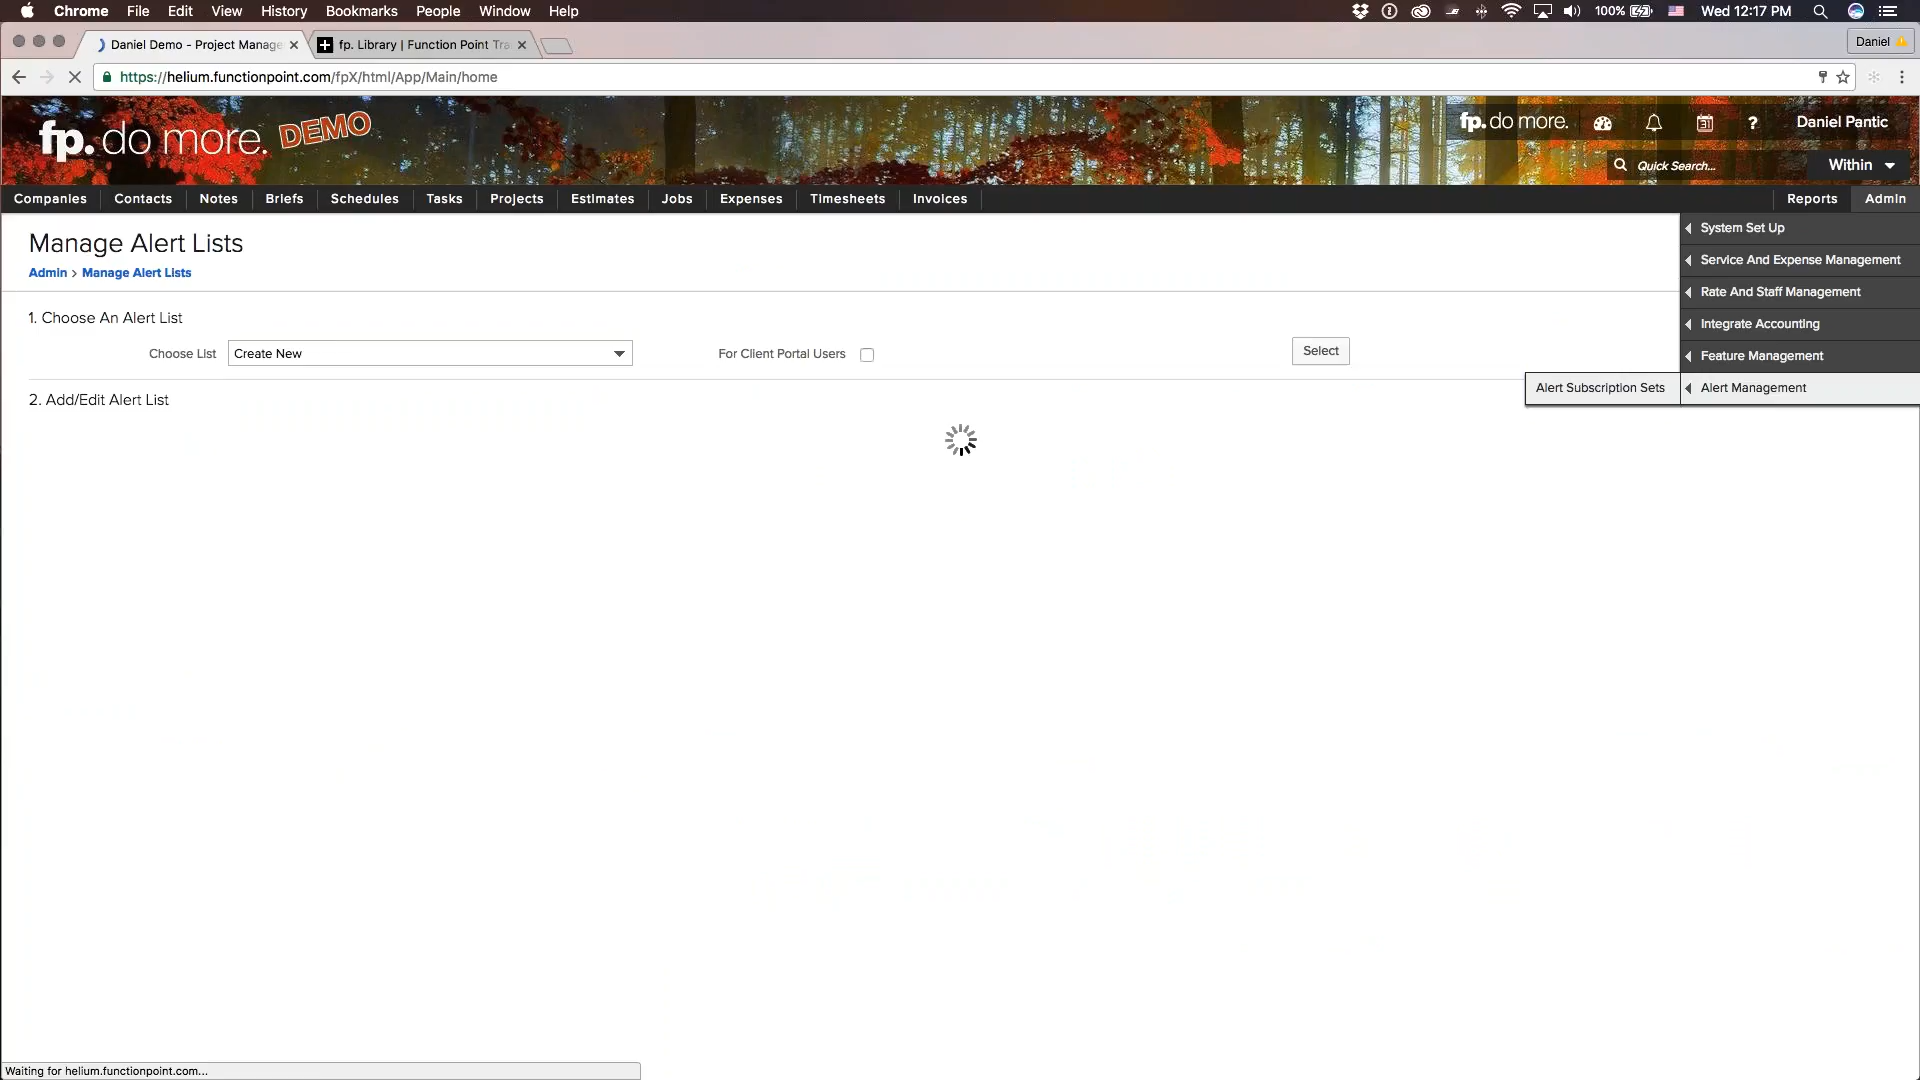 Chrome File Edit View History Bookmarks People Window Help 100% Wed 12:17 PM
Daniel Demo - Project Manage fp. Library | Function Point Tra Daniel
https://helium.functionpoint.com/fpX/html/App/Main/home
fp. do more. DEMO
fp. do more. 31 ? Daniel Pantic
Quick Search... Within
Companies Contacts Notes Briefs Schedules Tasks Projects Estimates Jobs Expenses Timesheets Invoices Reports Admin
Manage Alert Lists
Admin > Manage Alert Lists
System Set Up
Service And Expense Management
Rate And Staff Management
Integrate Accounting
Feature Management
Alert Subscription Sets Alert Management
1. Choose An Alert List
Choose List Create New For Client Portal Users Select
2. Add/Edit Alert List
Waiting for helium.functionpoint.com...